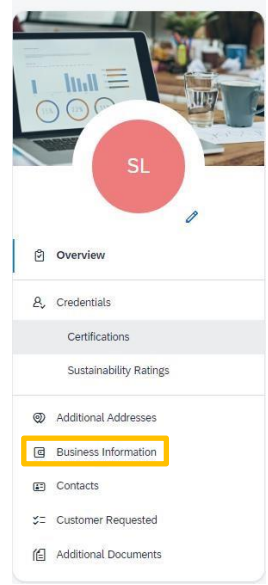 SL
Overview
Credentials
Certifications
Sustainability Ratings
Additional Addresses
Business Information
Contacts
Customer Requested
Additional Documents